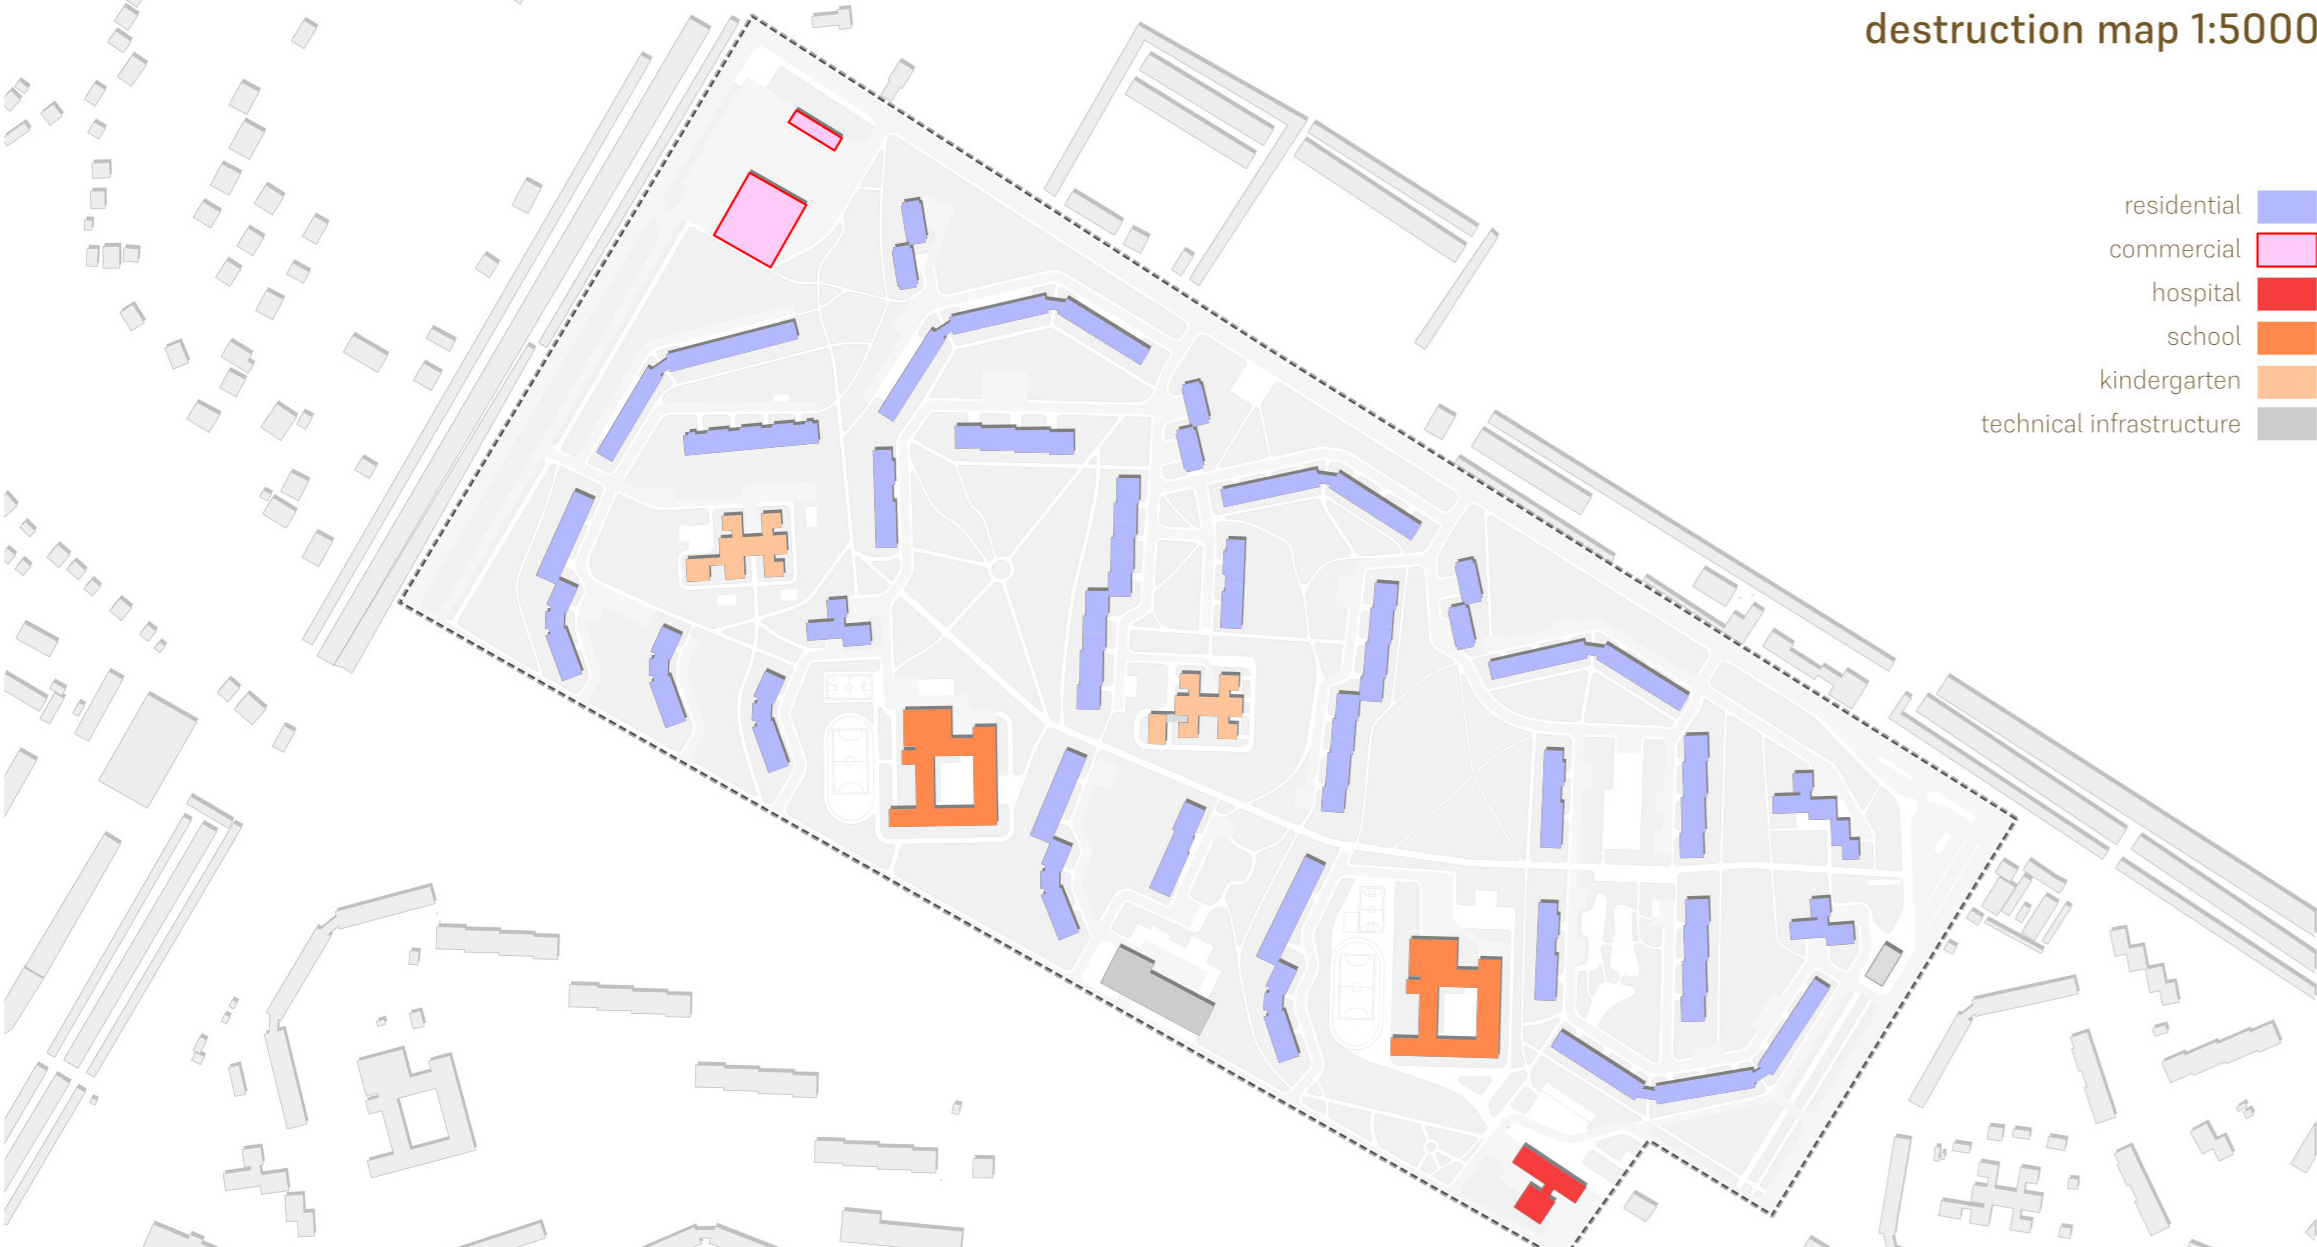 destruction map 1:5000
residential
commercial
hospital
school
kindergarten
technical infrastructure